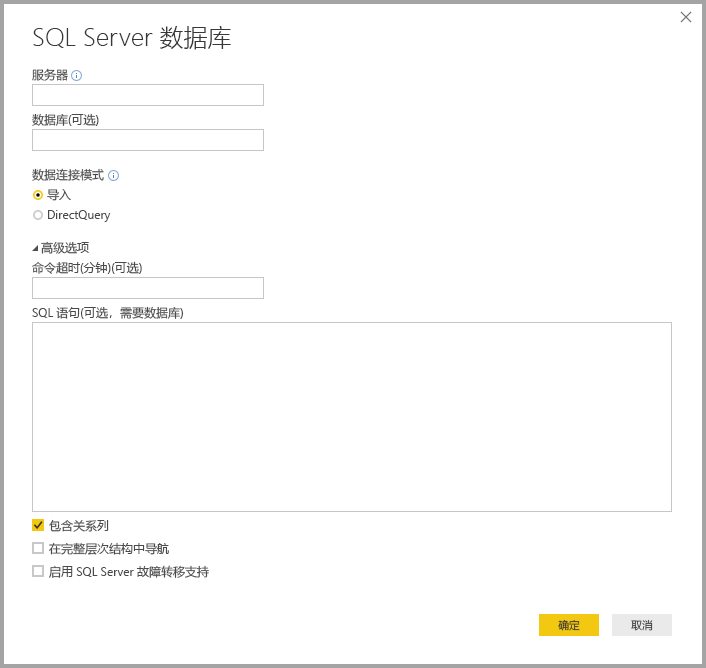 SQL Server 数据库
服务器
数据库(可选)
数据连接模式
导入
DirectQuery
高级选项
命令超时(分钟)(可选)
SQL 语句(可选，需要数据库)
包含关系列
在完整层次结构中导航
启用 SQL Server 故障转移支持
确定 取消